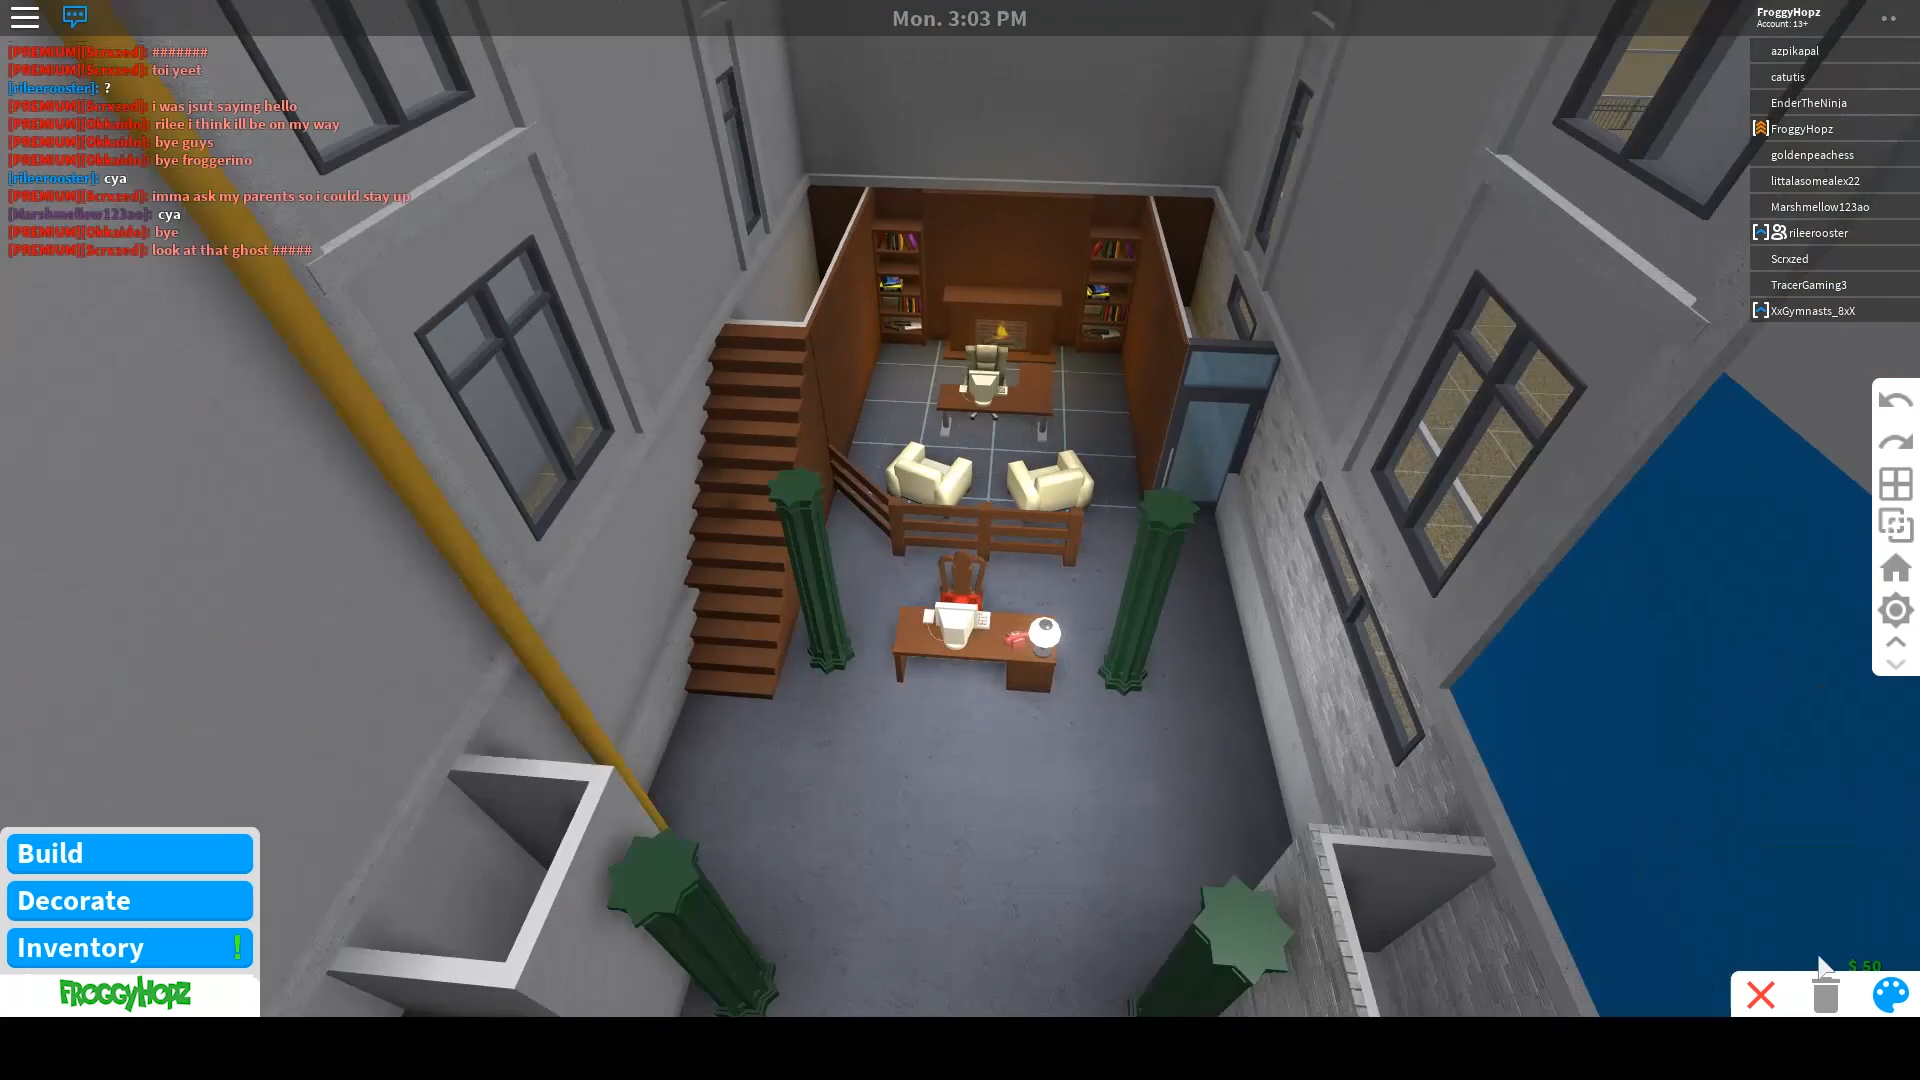 Mon. 3:03 PM
FroggyHopz
Account: 13+
[PREMIUM][Scrxzed]: #######
[PREMIUM][Scrxzed]: toi yeet
[rileerooster]: ?
[PREMIUM][Scrxzed]: i was jsut saying hello
[PREMIUM][Okkaido]: rilee i think ill be on my way
[PREMIUM][Okkaido]: bye guys
[PREMIUM][Okkaido]: bye froggerino
[rileerooster]: cya
[PREMIUM][Scrxzed]: imma ask my parents so i could stay up
[Marshmellow123ao]: cya
[PREMIUM][Okkaido]: bye
[PREMIUM][Scrxzed]: look at that ghost #####
azpikapal
catutis
EnderTheNinja
FroggyHopz
goldenpeachess
littalasomealex22
Marshmellow123ao
rileerooster
Scrxzed
TracerGaming3
XxGymnasts_8xX
Build
Decorate
Inventory !
FROGGYHOPZ
$ 50